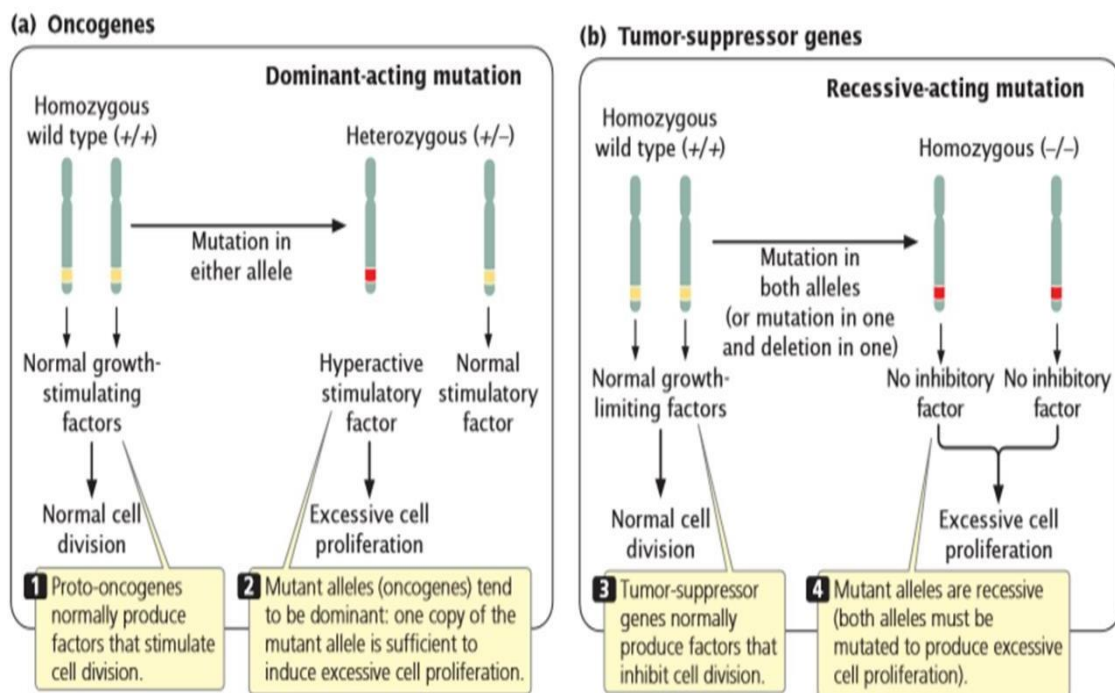 (a) Oncogenes
Dominant-acting mutation
Homozygous
wild type (+/+)
Heterozygous (+/–)
Mutation in
either allele
Normal growth-
stimulating
factors
Hyperactive
stimulatory
factor
Normal
stimulatory
factor
Normal cell
division
Excessive cell
proliferation
1 Proto-oncogenes
normally produce
factors that stimulate
cell division.
2 Mutant alleles (oncogenes) tend
to be dominant: one copy of the
mutant allele is sufficient to
induce excessive cell proliferation.
(b) Tumor-suppressor genes
Recessive-acting mutation
Homozygous
wild type (+/+)
Homozygous (–/–)
Mutation in
both alleles
(or mutation in one
and deletion in one)
Normal growth-
limiting factors
No inhibitory
factor
No inhibitory
factor
Normal cell
division
Excessive cell
proliferation
3 Tumor-suppressor
genes normally
produce factors that
inhibit cell division.
4 Mutant alleles are recessive
(both alleles must be
mutated to produce excessive
cell proliferation).